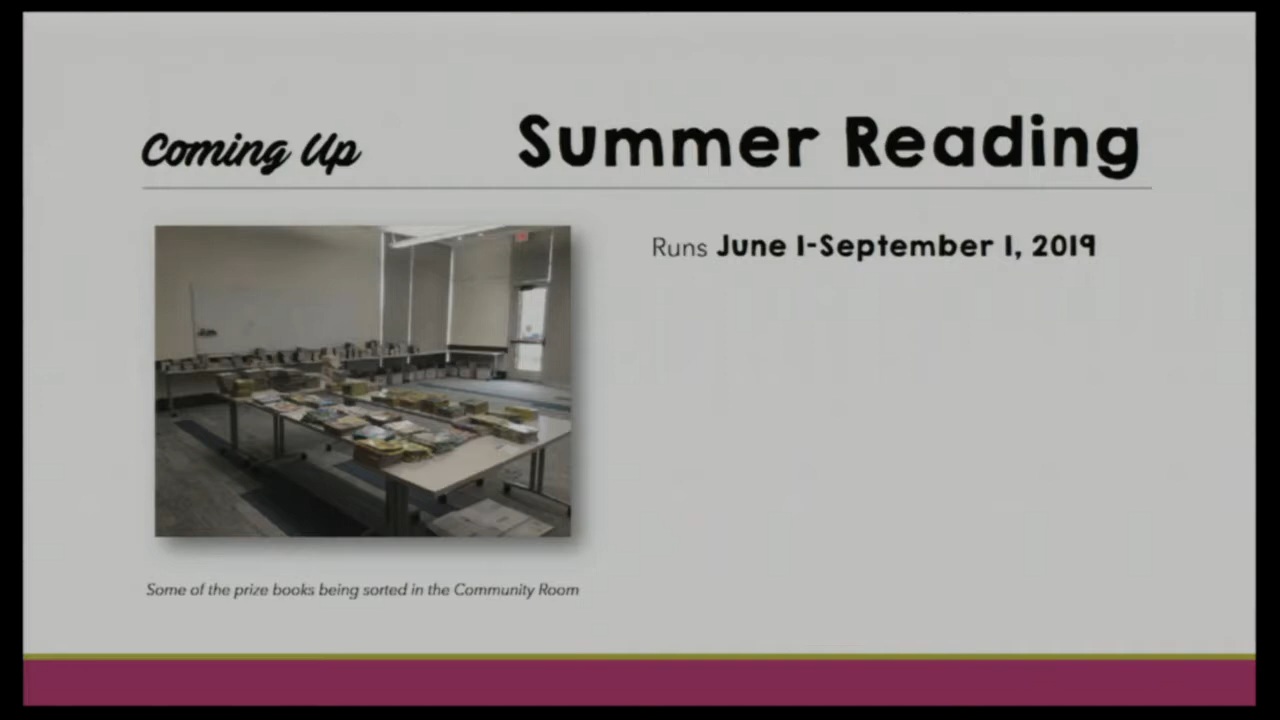 Coming Up
Summer Reading
Runs June 1-September 1, 2019
Some of the prize books being sorted in the Community Room